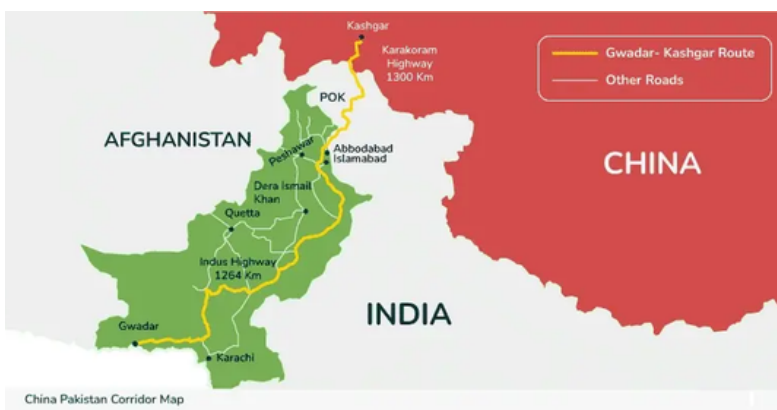 Kashgar
Karakoram
Highway
1300 Km
Gwadar- Kashgar Route
Other Roads
POK
AFGHANISTAN
Peshawar
Abbodabad
Islamabad
CHINA
Dera Ismail
Khan
Quetta
Indus Highway
1264 Km
INDIA
Gwadar
Karachi
China Pakistan Corridor Map